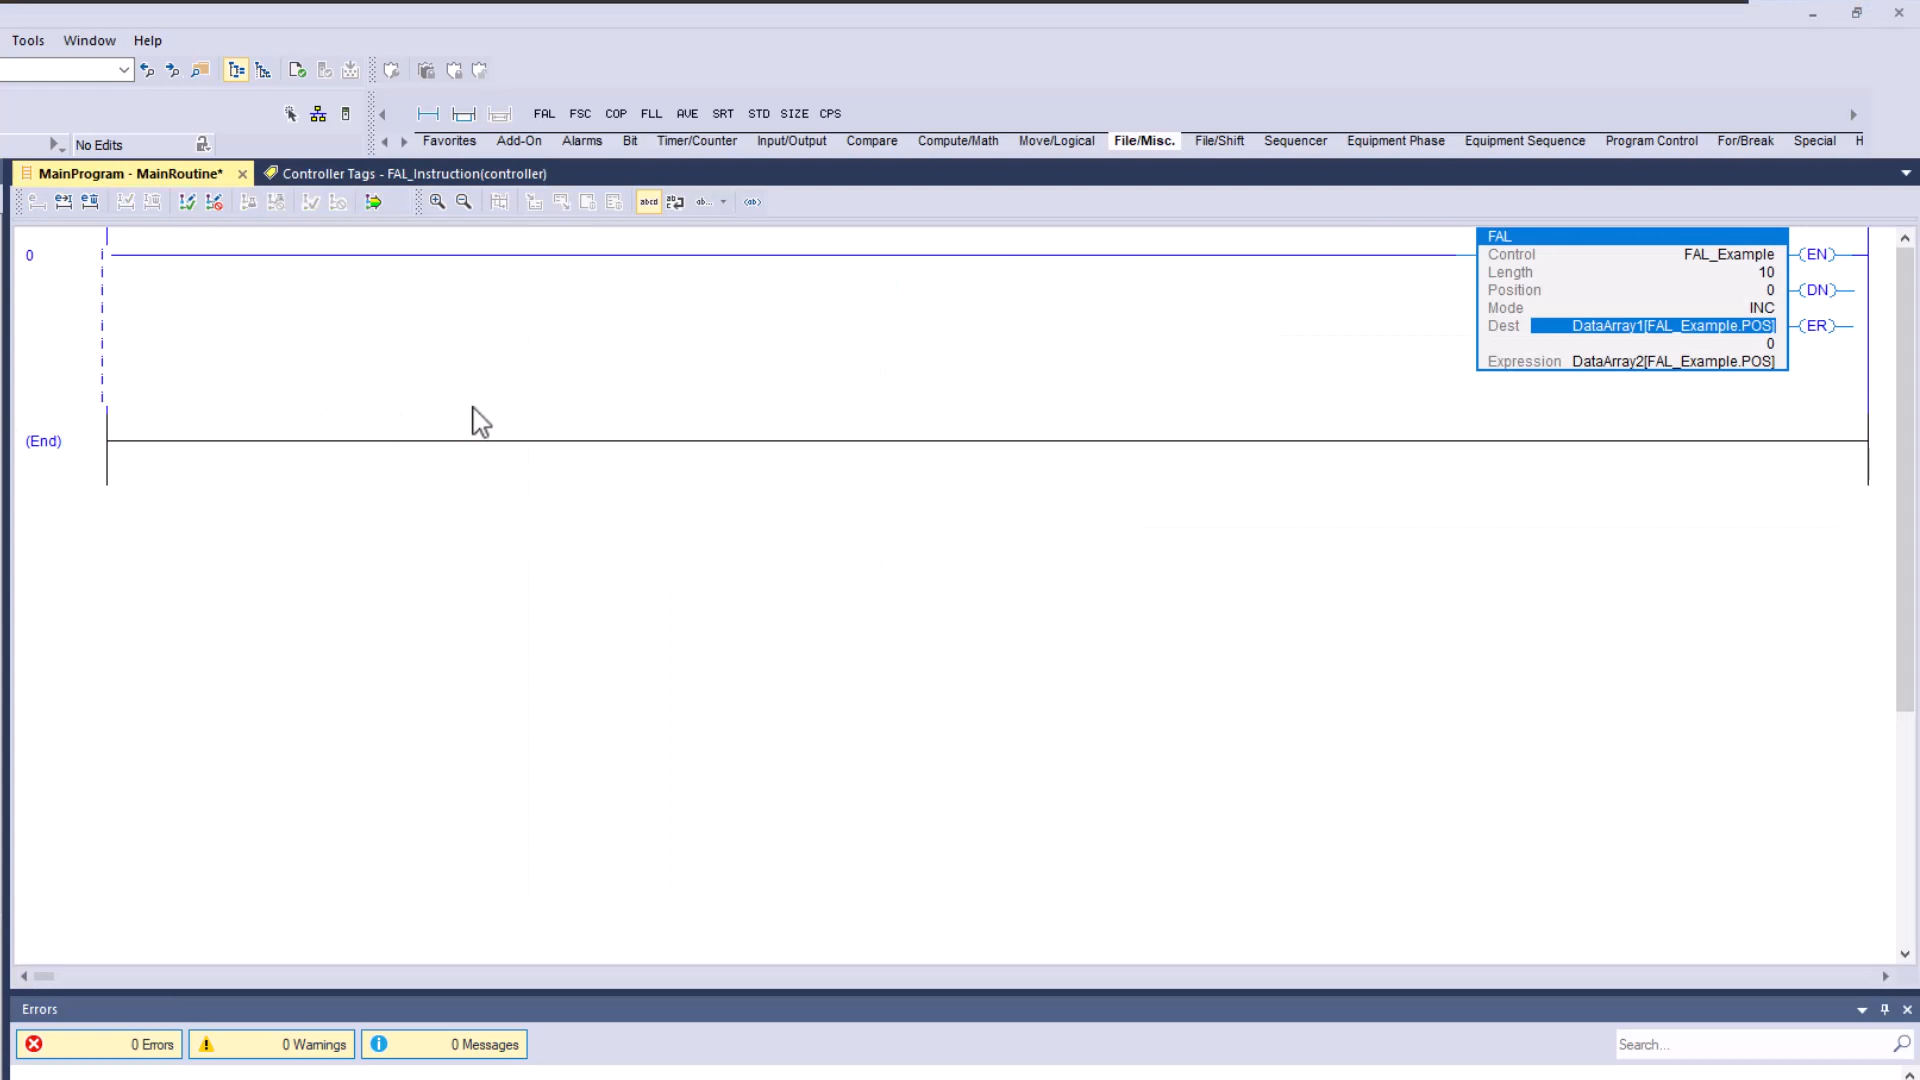 Tools Window Help
FAL FSC COP FLL AVE SRT STD SIZE CPS
No Edits
Favorites Add-On Alarms Bit Timer/Counter Input/Output Compare Compute/Math Move/Logical File/Misc. File/Shift Sequencer Equipment Phase Equipment Sequence Program Control For/Break Special H
MainProgram - MainRoutine* Controller Tags - FAL_Instruction(controller)
abcd ab... <ab>
FAL
0 Control FAL_Example (EN)
Length 10
Position 0 (DN)
Mode INC
Dest DataArray1[FAL_Example.POS] (ER)
0
Expression DataArray2[FAL_Example.POS]
i
i
i
i
i
i
i
i
i
(End)
Errors
0 Errors 0 Warnings 0 Messages Search...